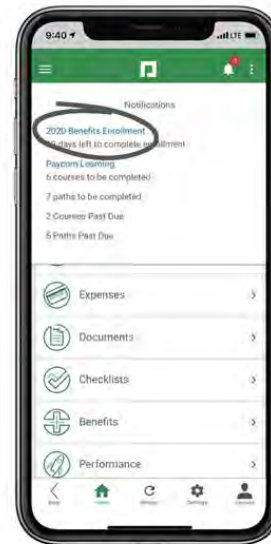 9:40
LTE
Notifications
2020 Benefits Enrollment
days left to complete enrollment
Paycom Learning
6 courses to be completed
7 paths to be completed
2 Courses Past Due
5 Paths Past Due
Expenses
Documents
Checklists
Benefits
Performance
Back Home Settings